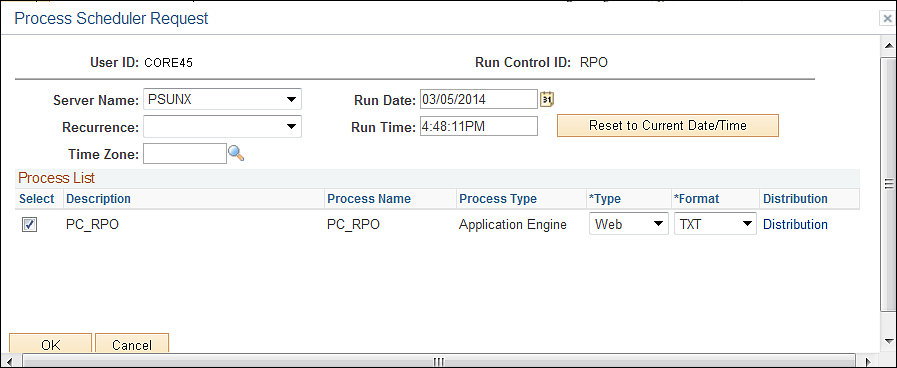 Process Scheduler Request
User ID: CORE45 Run Control ID: RPO
Server Name: PSUNX Run Date: 03/05/2014 31
Recurrence: Run Time: 4:48:11PM Reset to Current Date/Time
Time Zone:
Process List
Select Description Process Name Process Type *Type *Format Distribution
PC_RPO PC_RPO Application Engine Web TXT Distribution
OK Cancel